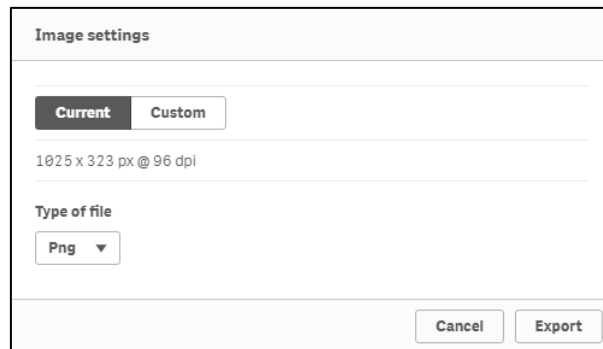 Image settings
Current Custom
1025 x 323 px @ 96 dpi
Type of file
Png
Cancel Export